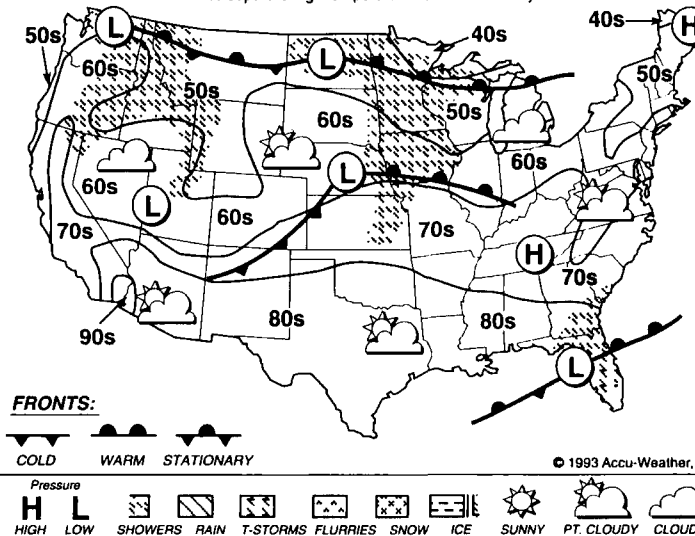 50s
L
L
40s
40s
H
60s
50s
50s
50s
60s
60s
L
60s
L
60s
70s
70s
H
70s
90s
80s
80s
L
FRONTS:
COLD WARM STATIONARY
© 1993 Accu-Weather,
Pressure
H L
HIGH LOW SHOWERS RAIN T-STORMS FLURRIES SNOW ICE SUNNY PT. CLOUDY CLOUD